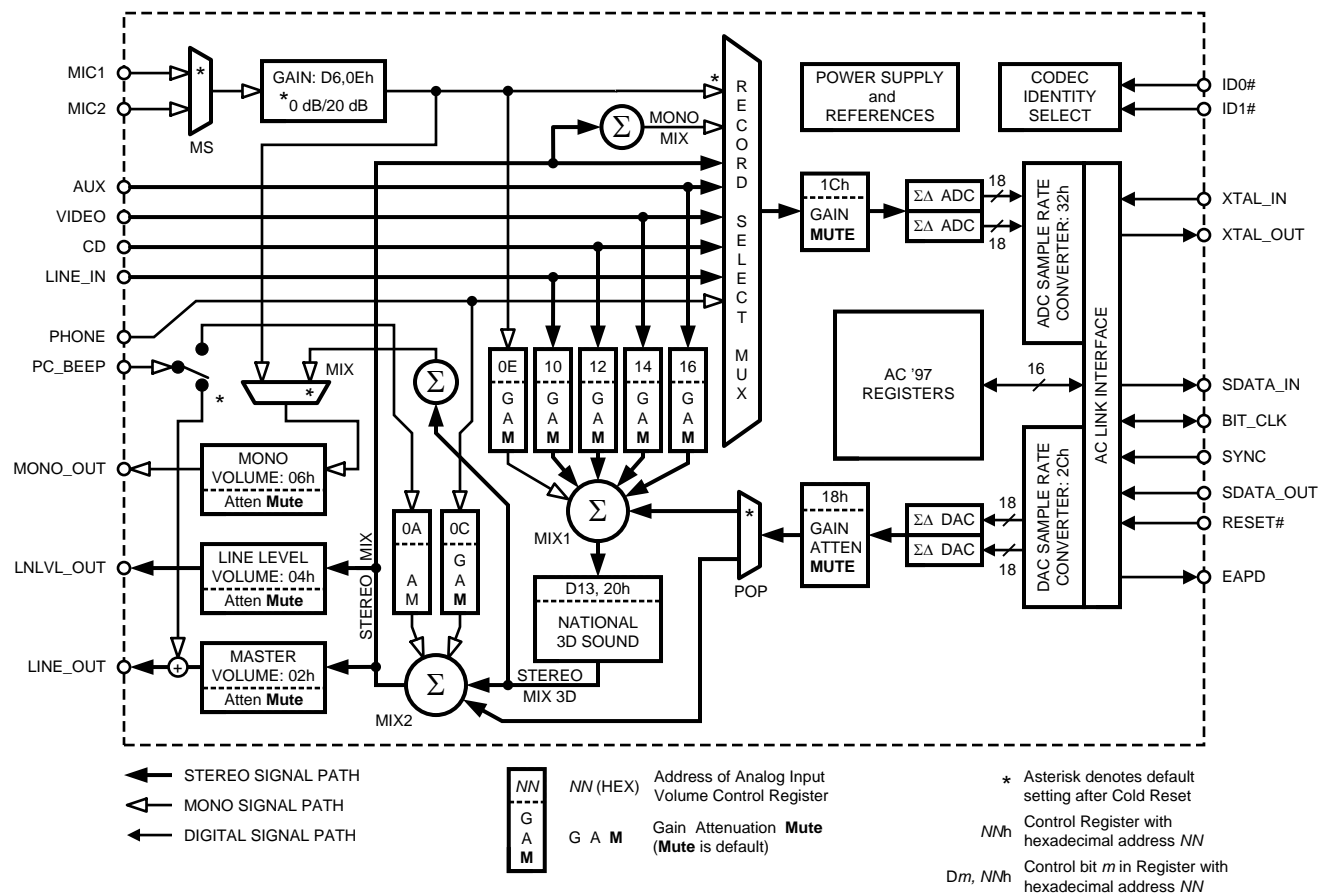 MIC1
MIC2
*
MS
GAIN: D6,0Eh
*0 dB/20 dB
*
RECORD SELECT MUX
Σ
MONO
MIX
POWER SUPPLY
and
REFERENCES
CODEC
IDENTITY
SELECT
ID0#
ID1#
AUX
VIDEO
CD
LINE_IN
PHONE
PC_BEEP
*
MIX
*
Σ
1Ch
GAIN
MUTE
ΣΔ ADC
ΣΔ ADC
18
18
ADC SAMPLE RATE
CONVERTER: 32h
AC LINK INTERFACE
XTAL_IN
XTAL_OUT
0E
G
A
M
10
G
A
M
12
G
A
M
14
G
A
M
16
G
A
M
AC '97
REGISTERS
16
SDATA_IN
BIT_CLK
SYNC
SDATA_OUT
RESET#
EAPD
MONO_OUT
MONO
VOLUME: 06h
Atten Mute
LNLVL_OUT
LINE LEVEL
VOLUME: 04h
Atten Mute
LINE_OUT
+
MASTER
VOLUME: 02h
Atten Mute
STEREO MIX
0A
A
M
0C
G
A
M
Σ
MIX1
D13, 20h
NATIONAL
3D SOUND
STEREO
MIX 3D
Σ
MIX2
*
POP
18h
GAIN
ATTEN
MUTE
ΣΔ DAC
ΣΔ DAC
18
18
DAC SAMPLE RATE
CONVERTER: 2Ch
STEREO SIGNAL PATH
MONO SIGNAL PATH
DIGITAL SIGNAL PATH
NN
G
A
M
NN (HEX) Address of Analog Input
Volume Control Register
G A M Gain Attenuation Mute
(Mute is default)
* Asterisk denotes default
setting after Cold Reset
NNh Control Register with
hexadecimal address NN
Dm, NNh Control bit m in Register with
hexadecimal address NN